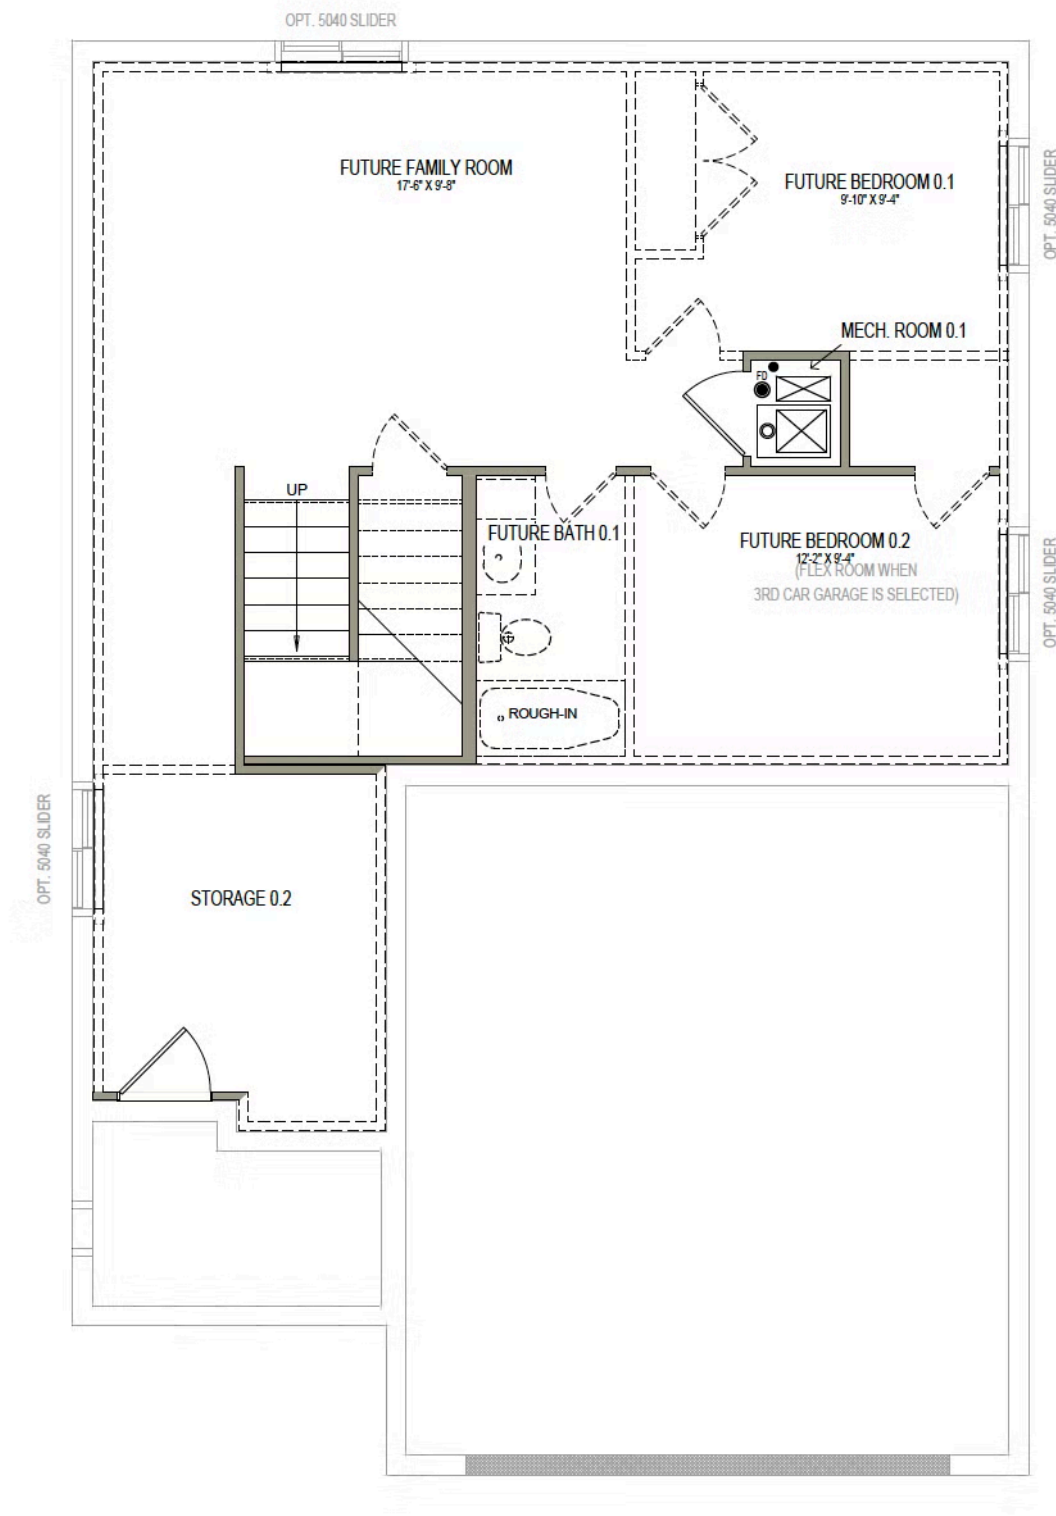 OPT. 5040 SLIDER
FUTURE FAMILY ROOM
17'-6" X 9'-8"
FUTURE BEDROOM 0.1
9'-10" X 9'-4"
OPT. 5040 SLIDER
MECH. ROOM 0.1
FD
UP
FUTURE BATH 0.1
FUTURE BEDROOM 0.2
12'-2" X 9'-4"
(FLEX ROOM WHEN
3RD CAR GARAGE IS SELECTED)
OPT. 5040 SLIDER
ROUGH-IN
OPT. 5040 SLIDER
STORAGE 0.2